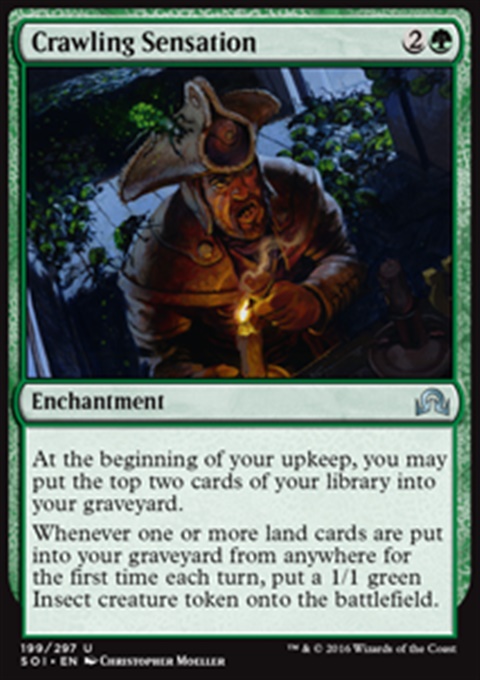 Crawling Sensation 2
Enchantment
At the beginning of your upkeep, you may
put the top two cards of your library into
your graveyard.
Whenever one or more land cards are put
into your graveyard from anywhere for
the first time each turn, put a 1/1 green
Insect creature token onto the battlefield.
199/297 U
SOI • EN Christopher Moeller
™ & © 2016 Wizards of the Coast